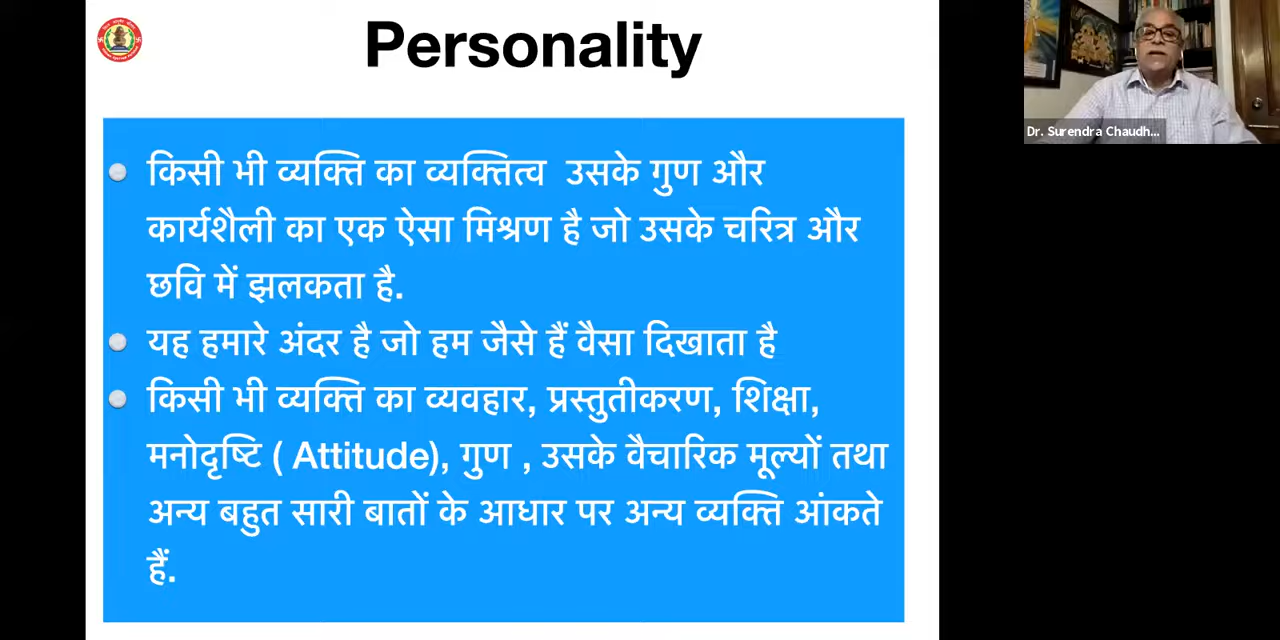 Personality
Dr. Surendra Chaudh...
किसी भी व्यक्ति का व्यक्तित्व उसके गुण और
कार्यशैली का एक ऐसा मिश्रण है जो उसके चरित्र और
छवि में झलकता है.
यह हमारे अंदर है जो हम जैसे हैं वैसा दिखाता है
किसी भी व्यक्ति का व्यवहार, प्रस्तुतीकरण, शिक्षा,
मनोदृष्टि ( Attitude), गुण , उसके वैचारिक मूल्यों तथा
अन्य बहुत सारी बातों के आधार पर अन्य व्यक्ति आंकते
हैं.